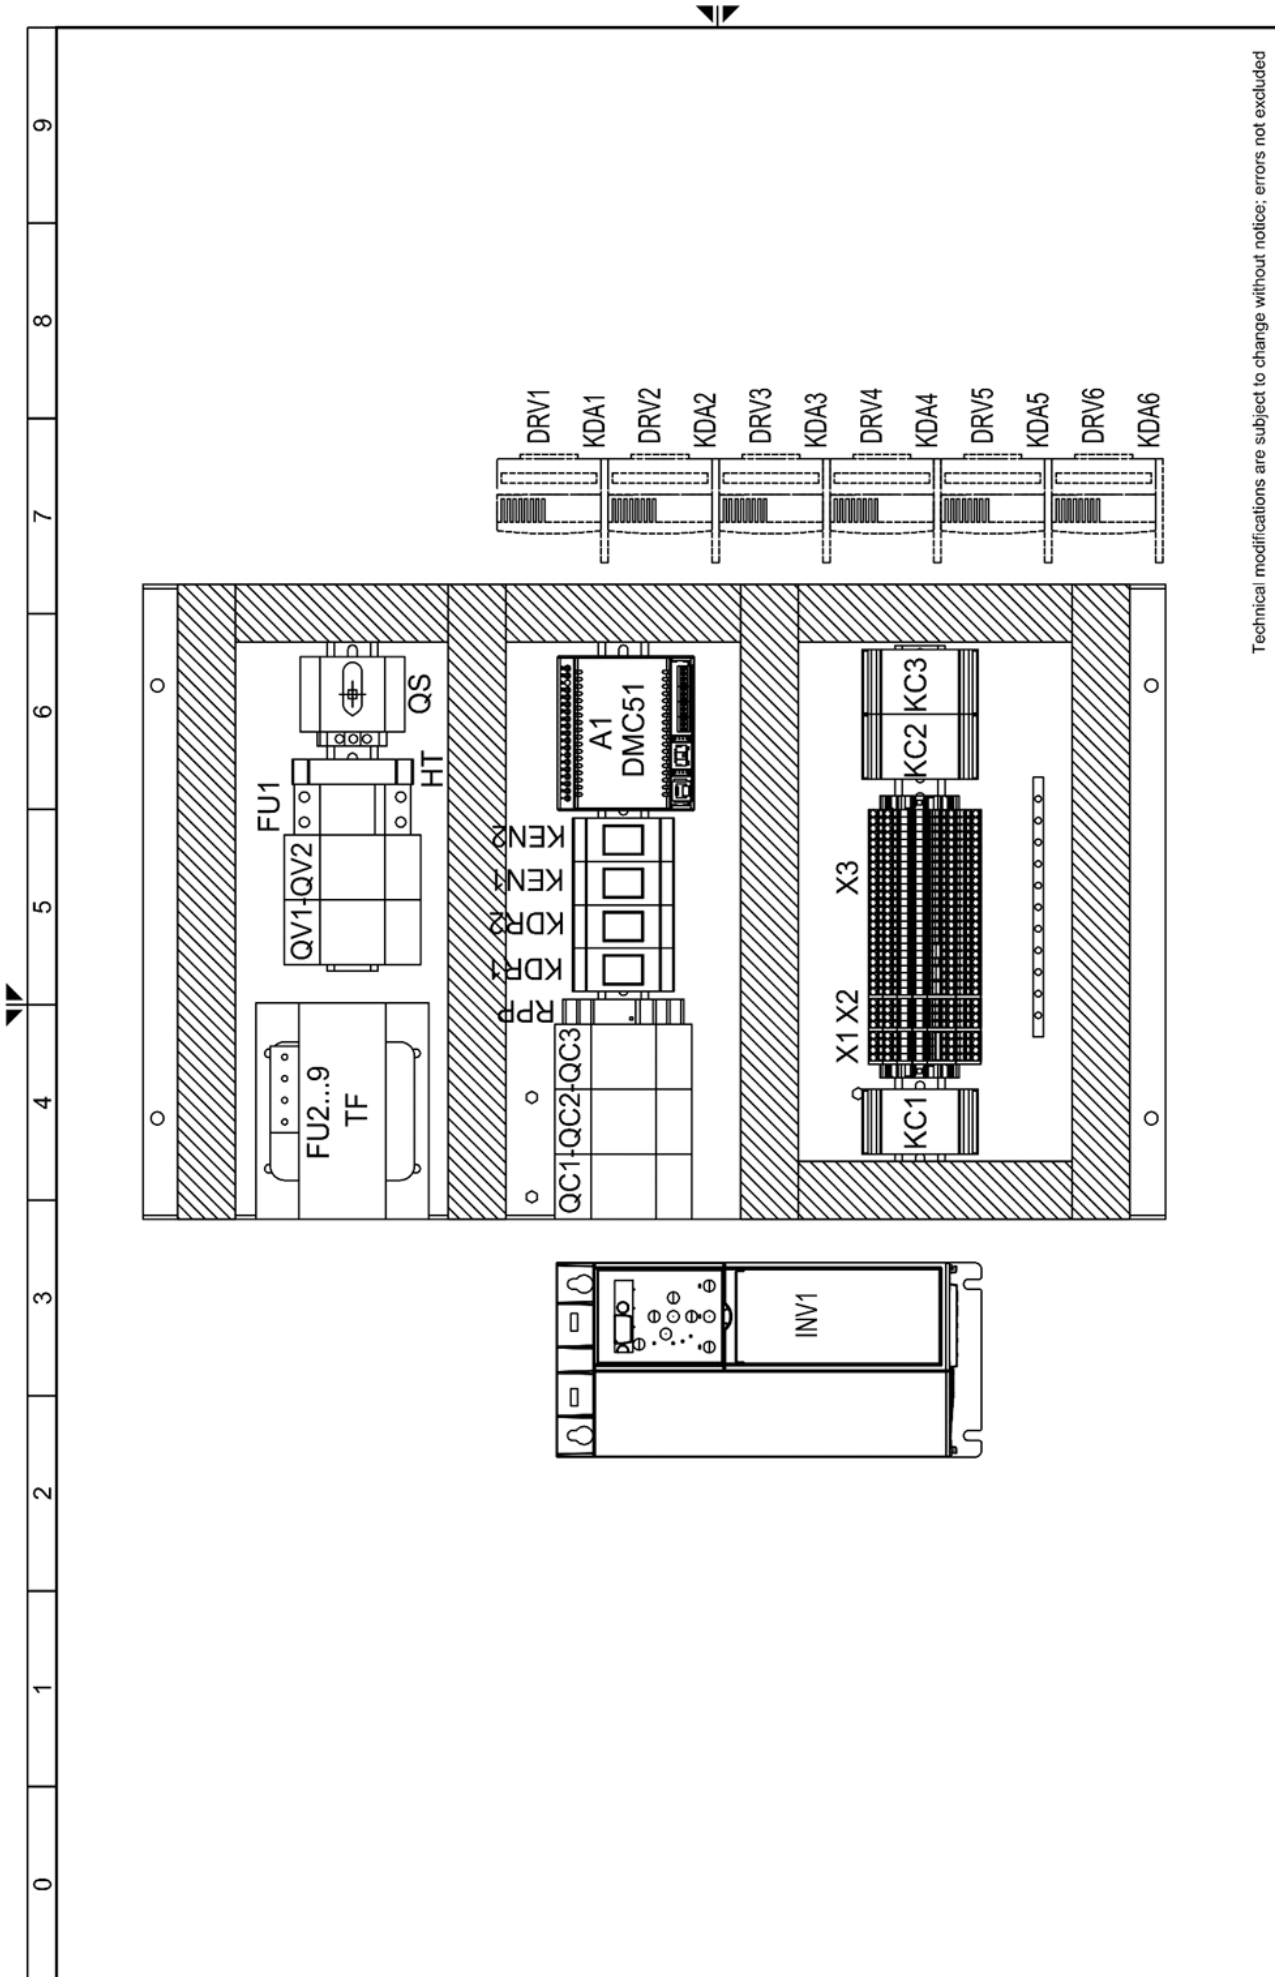 0 1 2 3 4 5 6 7 8 9
FU2...9
TF
QV1-QV2
FU1
HT
QS
QC1-QC2-QC3
RPP
KDR1
KDR2
KEN1
KEN2
A1
DMC51
INV1
KC1
X1 X2
X3
KC2 KC3
DRV1
KDA1
DRV2
KDA2
DRV3
KDA3
DRV4
KDA4
DRV5
KDA5
DRV6
KDA6
Technical modifications are subject to change without notice; errors not excluded